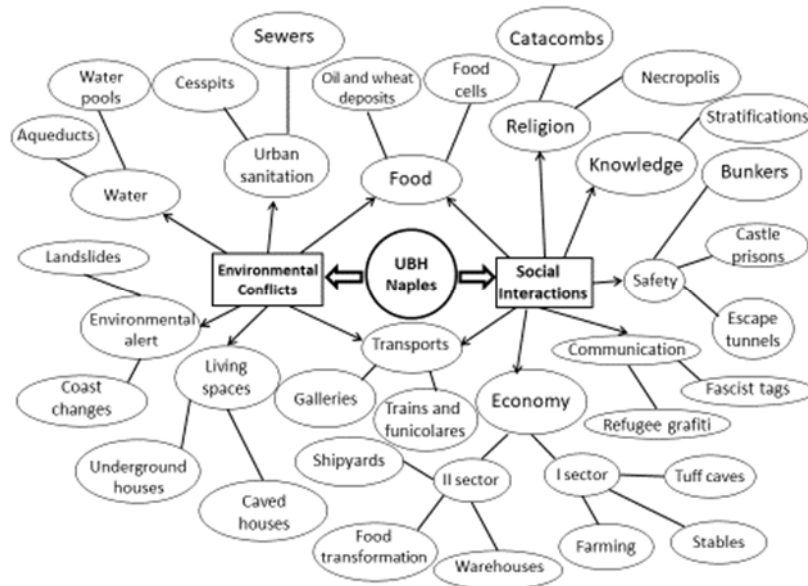 Sewers
Catacombs
Water
pools
Cesspits
Oil and wheat
deposits
Food
cells
Necropolis
Aqueducts
Religion
Stratifications
Urban
sanitation
Food
Knowledge
Bunkers
Water
Landslides
Environmental
Conflicts
UBH
Naples
Social
Interactions
Castle
prisons
Safety
Environmental
alert
Transports
Communication
Escape
tunnels
Coast
changes
Living
spaces
Galleries
Trains and
funicolares
Economy
Fascist tags
Refugee grafiti
Underground
houses
Shipyards
II sector
I sector
Tuff caves
Caved
houses
Food
transformation
Warehouses
Farming
Stables